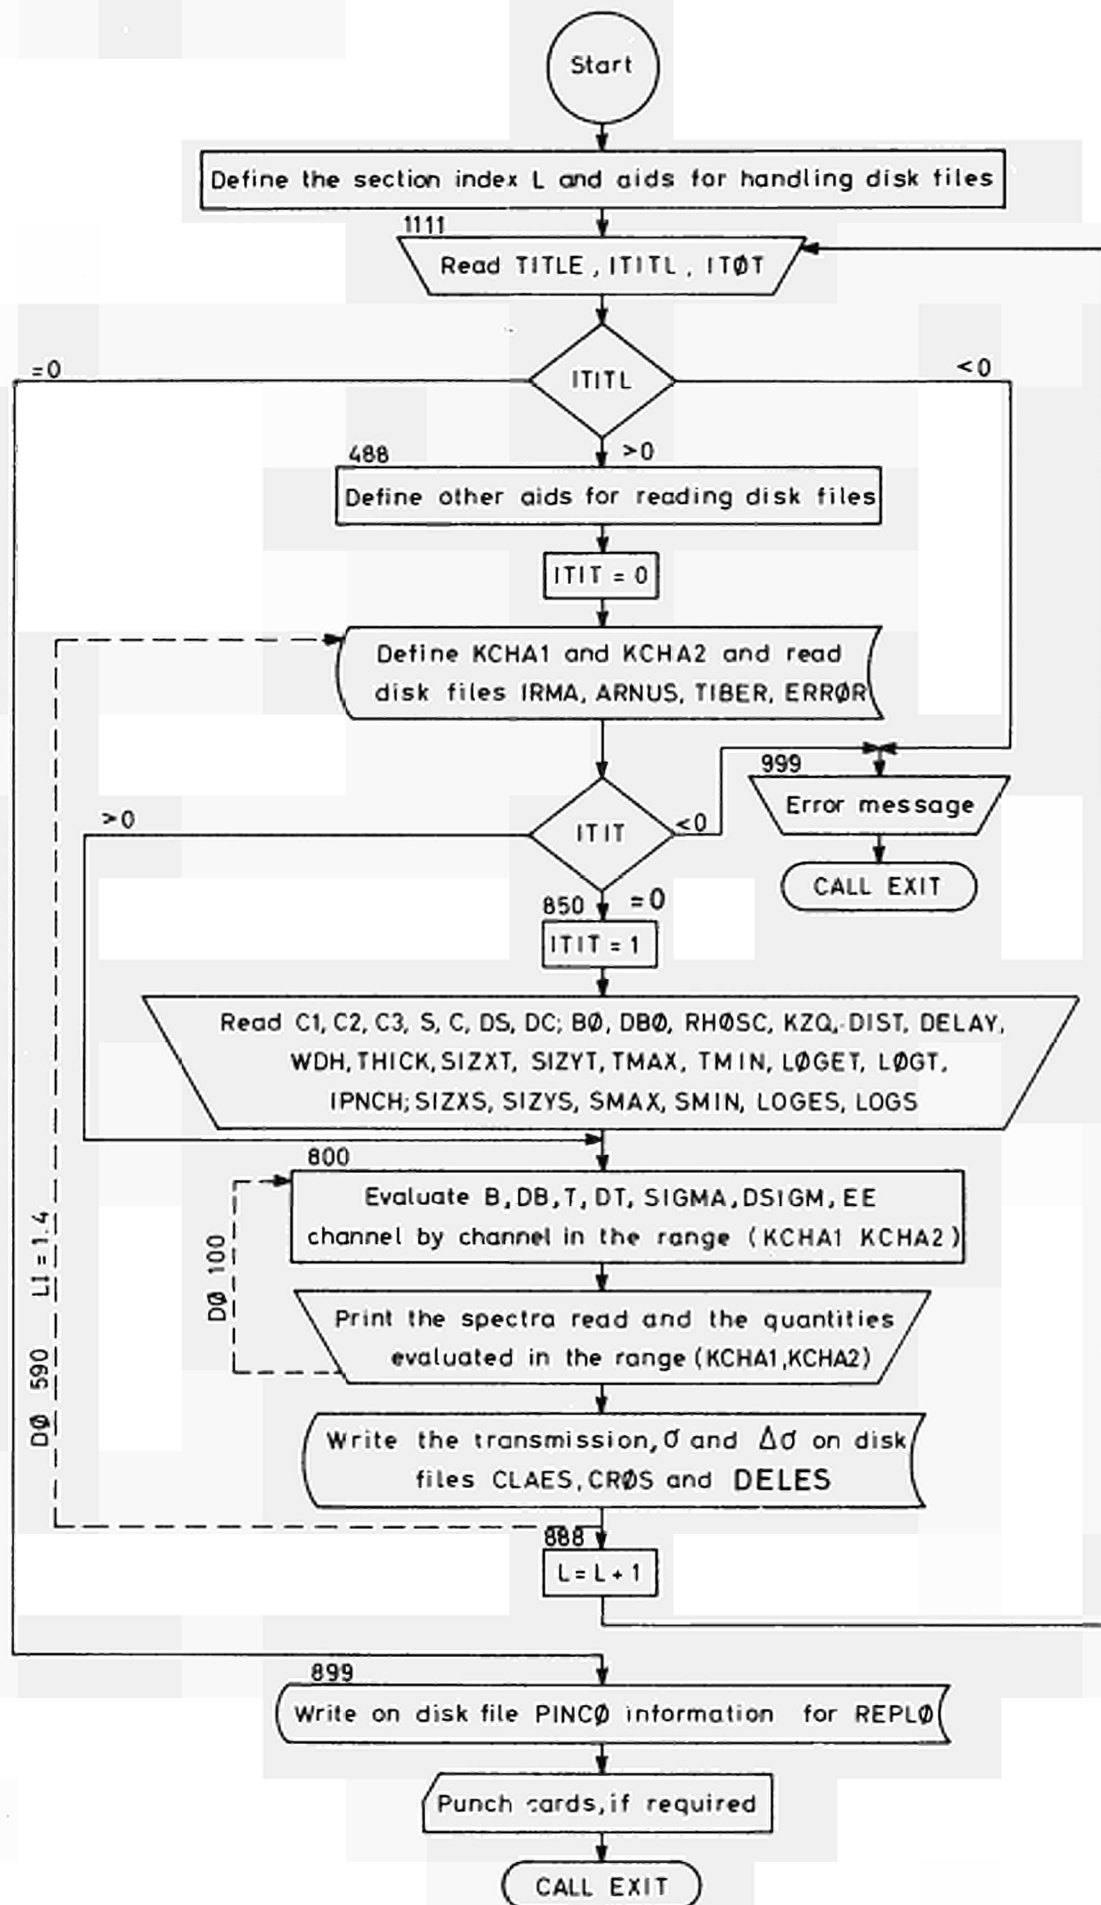 Start
Define the section index L and aids for handling disk files
1111
Read TITLE, ITITL, ITØT
=0
ITITL
<0
>0
488
Define other aids for reading disk files
ITIT = 0
Define KCHA1 and KCHA2 and read
disk files IRMA, ARNUS, TIBER, ERRØR
999
Error message
CALL EXIT
>0
ITIT
<0
850 =0
ITIT = 1
Read C1, C2, C3, S, C, DS, DC; BØ, DBØ, RHØSC, KZQ, DIST, DELAY,
WDH, THICK, SIZXT, SIZYT, TMAX, TMIN, LØGET, LØGT,
IPNCH; SIZXS, SIZYS, SMAX, SMIN, LOGES, LOGS
800
Evaluate B, DB, T, DT, SIGMA, DSIGM, EE
channel by channel in the range (KCHA1 KCHA2)
DØ 100
DØ 590 LI = 1.4
Print the spectra read and the quantities
evaluated in the range (KCHA1, KCHA2)
Write the transmission, σ and Δσ on disk
files CLAES, CRØS and DELES
888
L = L + 1
899
Write on disk file PINCØ information for REPLØ
Punch cards, if required
CALL EXIT